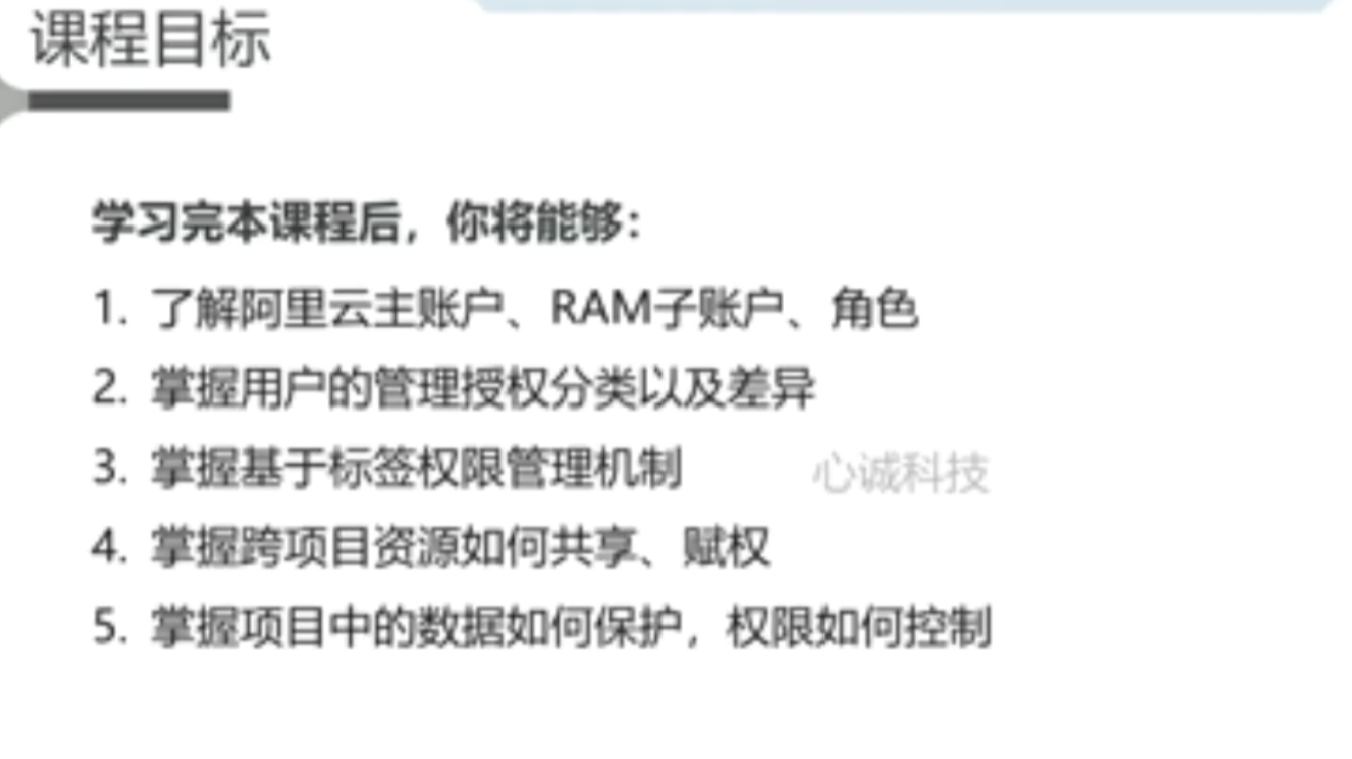 课程目标
学习完本课程后，你将能够：
1. 了解阿里云主账户、RAM子账户、角色
2. 掌握用户的管理授权分类以及差异
3. 掌握基于标签权限管理机制
心诚科技
4. 掌握跨项目资源如何共享、赋权
5. 掌握项目中的数据如何保护，权限如何控制